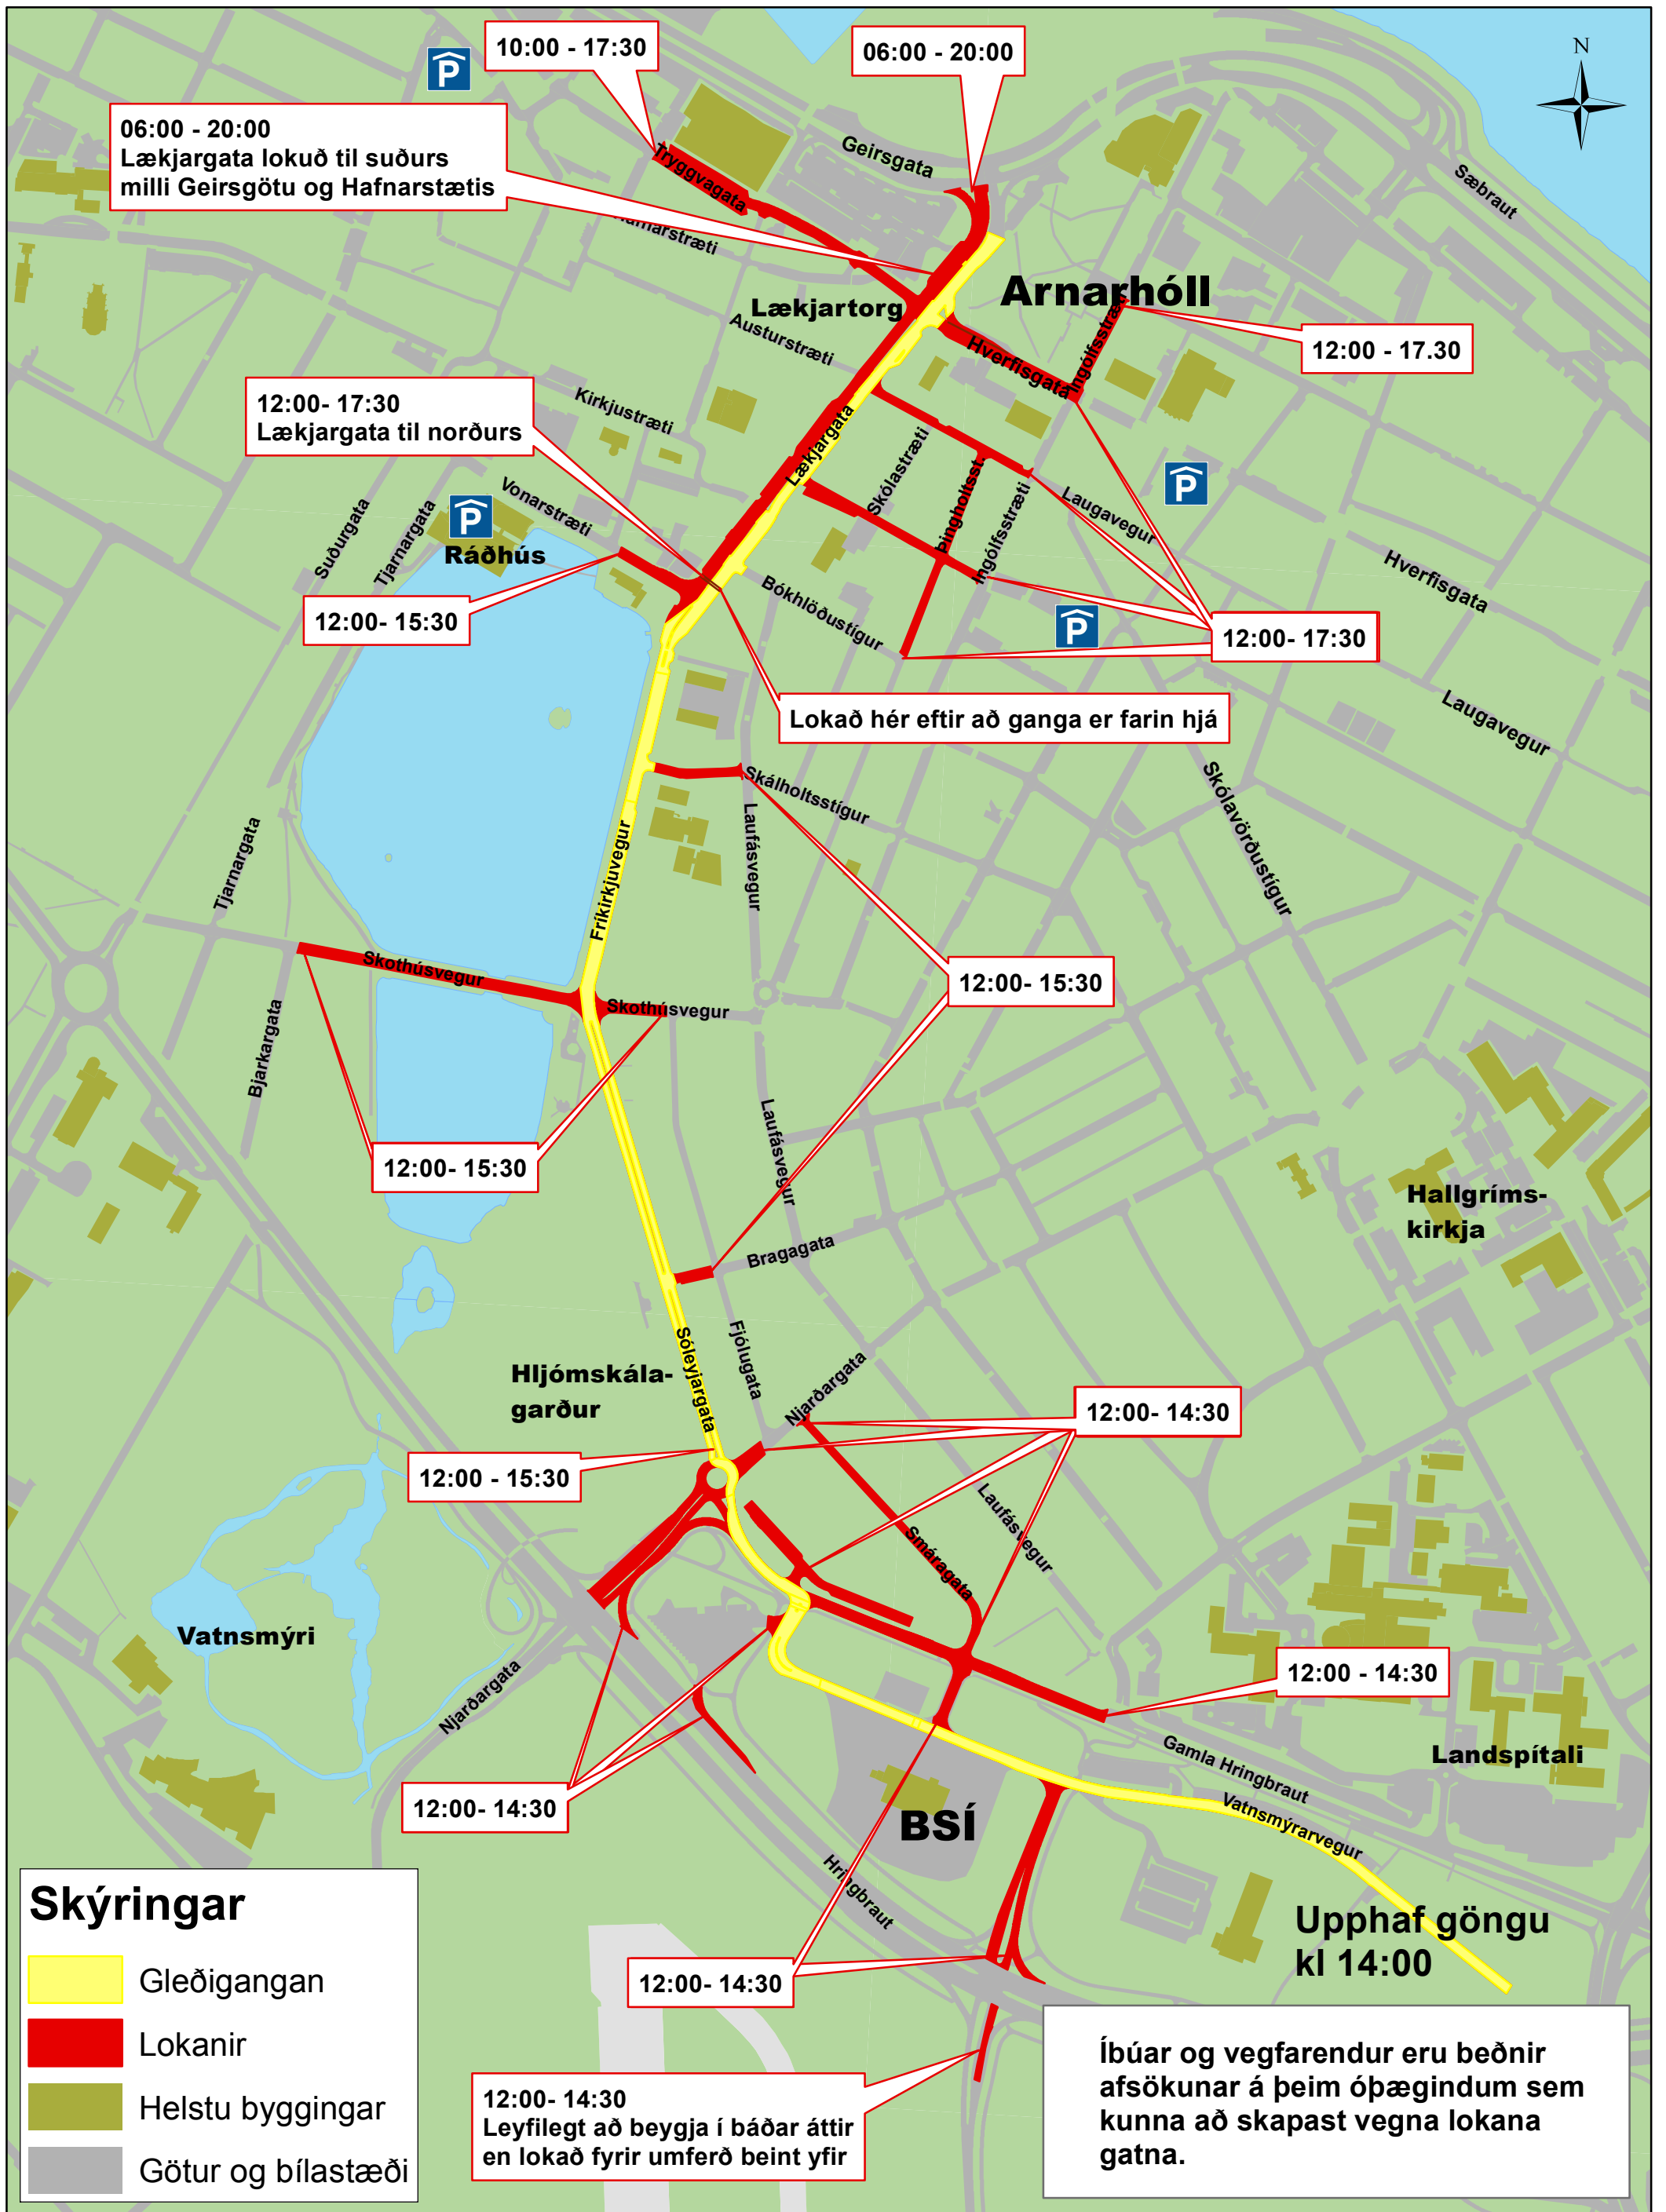 10:00 - 17:30
06:00 - 20:00
N
P
06:00 - 20:00
Lækjargata lokuð til suðurs
milli Geirsgötu og Hafnarstætis
Geirsgata
Sæbraut
Tryggvagata
Arnarhóll
Lækjartorg
Austurstræti
Hverfisgata
12:00 - 17.30
12:00- 17:30
Lækjargata til norðurs
Kirkjustræti
Lækjargata
Skólastræti
Þingholtsst.
Ingólfsstræti
Laugavegur
P
Hverfisgata
Suðurgata
Tjarnargata
P
Vonarstræti
Ráðhús
12:00- 15:30
Bókhlöðustígur
P
12:00- 17:30
Laugavegur
Lokað hér eftir að ganga er farin hjá
Skálholtsstígur
Skólavörðustígur
Laufásvegur
Fríkirkjuvegur
Tjarnargata
Skothúsvegur
Skothúsvegur
12:00- 15:30
Bjarkargata
Laufásvegur
12:00- 15:30
Hallgríms-
kirkja
Bragagata
Sóleyjargata
Fjólugata
Hljómskála-
garður
Njarðargata
12:00- 14:30
12:00 - 15:30
Laufásvegur
Smáragata
Vatnsmýri
Njarðargata
12:00 - 14:30
Landspítali
Gamla Hringbraut
Vatnsmýrarvegur
12:00- 14:30
BSÍ
Hringbraut
Upphaf göngu
kl 14:00
12:00- 14:30
12:00- 14:30
Leyfilegt að beygja í báðar áttir
en lokað fyrir umferð beint yfir
Íbúar og vegfarendur eru beðnir
afsökunar á þeim óþægindum sem
kunna að skapast vegna lokana
gatna.
Skýringar
Gleðigangan
Lokanir
Helstu byggingar
Götur og bílastæði